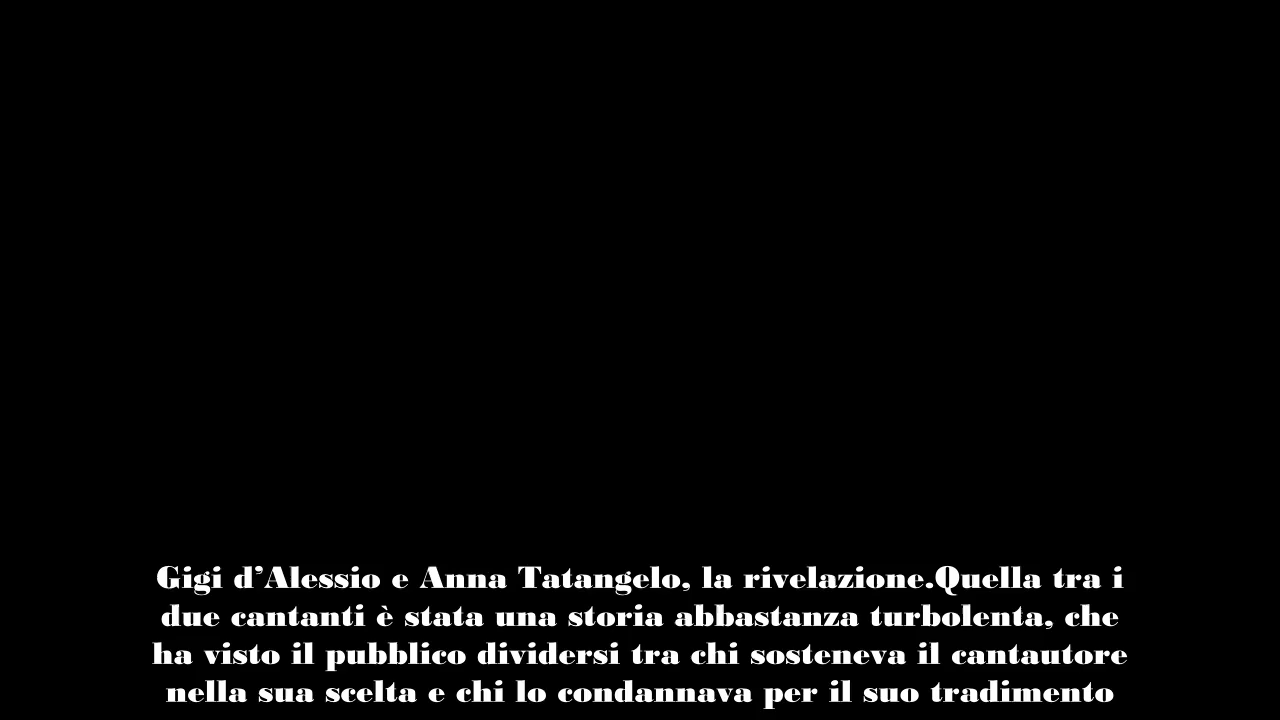 Gigi d’Alessio e Anna Tatangelo, la rivelazione.Quella tra i
due cantanti è stata una storia abbastanza turbolenta, che
ha visto il pubblico dividersi tra chi sosteneva il cantautore
nella sua scelta e chi lo condannava per il suo tradimento